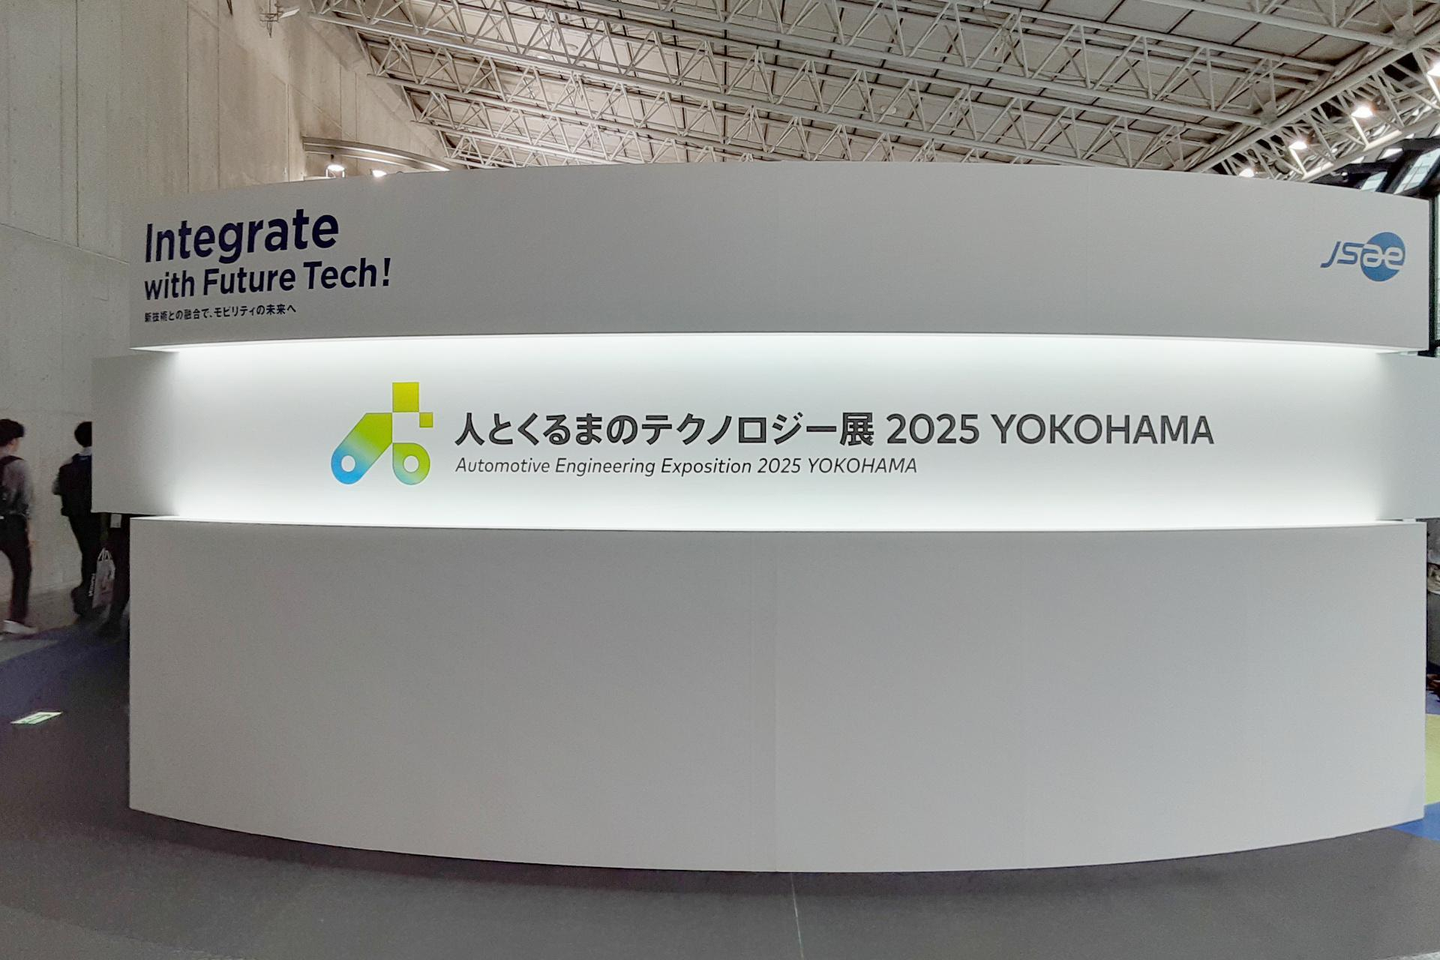 Integrate
with Future Tech!
新技術との融合で、モビリティの未来へ
JSae
人とくるまのテクノロジー展 2025 YOKOHAMA
Automotive Engineering Exposition 2025 YOKOHAMA